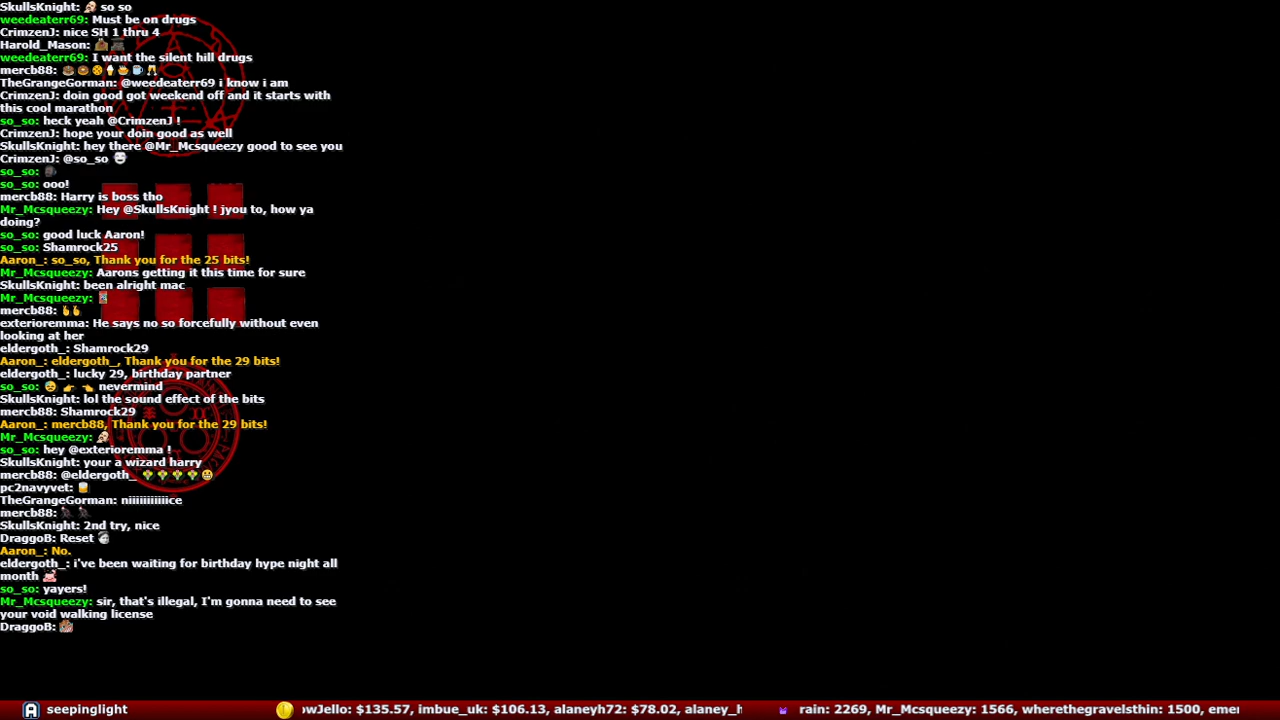 SkullsKnight: so so
weedeaterr69: Must be on drugs
CrimzenJ: nice SH 1 thru 4
Harold_Mason:
weedeaterr69: I want the silent hill drugs
mercb88:
TheGrangeGorman: @weedeaterr69 i know i am
CrimzenJ: doin good got weekend off and it starts with
this cool marathon
so_so: heck yeah @CrimzenJ !
CrimzenJ: hope your doin good as well
SkullsKnight: hey there @Mr_Mcsqueezy good to see you
CrimzenJ: @so_so
so_so:
so_so: ooo!
mercb88: Harry is boss tho
Mr_Mcsqueezy: Hey @SkullsKnight ! jyou to, how ya
doing?
so_so: good luck Aaron!
so_so: Shamrock25
Aaron_: so_so, Thank you for the 25 bits!
Mr_Mcsqueezy: Aarons getting it this time for sure
SkullsKnight: been alright mac
Mr_Mcsqueezy:
mercb88:
exterioremma: He says no so forcefully without even
looking at her
eldergoth_: Shamrock29
Aaron_: eldergoth_, Thank you for the 29 bits!
eldergoth_: lucky 29, birthday partner
so_so: nevermind
SkullsKnight: lol the sound effect of the bits
mercb88: Shamrock29
Aaron_: mercb88, Thank you for the 29 bits!
Mr_Mcsqueezy:
so_so: hey @exterioremma !
SkullsKnight: your a wizard harry
mercb88: @eldergoth_
pc2navyvet:
TheGrangeGorman: niiiiiiiiiiice
mercb88:
SkullsKnight: 2nd try, nice
DraggoB: Reset
Aaron_: No.
eldergoth_: i've been waiting for birthday hype night all
month
so_so: yayers!
Mr_Mcsqueezy: sir, that's illegal, I'm gonna need to see
your void walking license
DraggoB:
A seepinglight owJello: $135.57, imbue_uk: $106.13, alaneyh72: $78.02, alaney_h rain: 2269, Mr_Mcsqueezy: 1566, wherethegravelsthin: 1500, emer